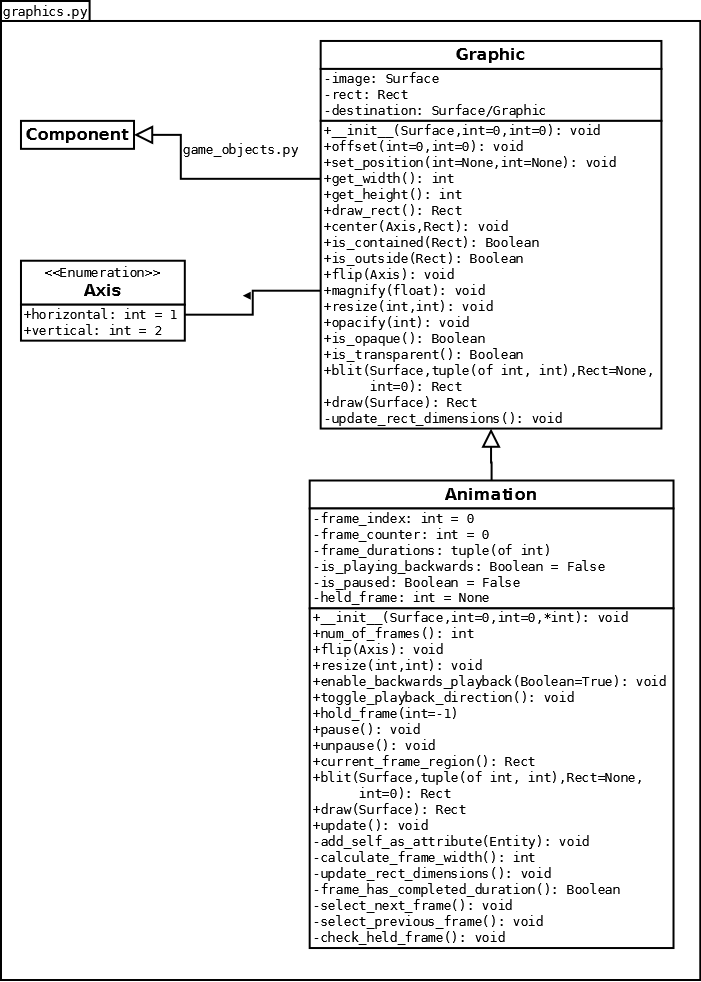 graphics.py
Graphic
-image: Surface
-rect: Rect
-destination: Surface/Graphic
+__init__(Surface,int=0,int=0): void
+offset(int=0,int=0): void
+set_position(int=None,int=None): void
+get_width(): int
+get_height(): int
+draw_rect(): Rect
+center(Axis,Rect): void
+is_contained(Rect): Boolean
+is_outside(Rect): Boolean
+flip(Axis): void
+magnify(float): void
+resize(int,int): void
+opacify(int): void
+is_opaque(): Boolean
+is_transparent(): Boolean
+blit(Surface,tuple(of int, int),Rect=None,
int=0): Rect
+draw(Surface): Rect
-update_rect_dimensions(): void
Component
game_objects.py
<<Enumeration>>
Axis
+horizontal: int = 1
+vertical: int = 2
Animation
-frame_index: int = 0
-frame_counter: int = 0
-frame_durations: tuple(of int)
-is_playing_backwards: Boolean = False
-is_paused: Boolean = False
-held_frame: int = None
+__init__(Surface,int=0,int=0,*int): void
+num_of_frames(): int
+flip(Axis): void
+resize(int,int): void
+enable_backwards_playback(Boolean=True): void
+toggle_playback_direction(): void
+hold_frame(int=-1)
+pause(): void
+unpause(): void
+current_frame_region(): Rect
+blit(Surface,tuple(of int, int),Rect=None,
int=0): Rect
+draw(Surface): Rect
+update(): void
-add_self_as_attribute(Entity): void
-calculate_frame_width(): int
-update_rect_dimensions(): void
-frame_has_completed_duration(): Boolean
-select_next_frame(): void
-select_previous_frame(): void
-check_held_frame(): void